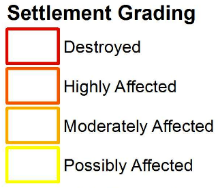 Settlement Grading
Destroyed
Highly Affected
Moderately Affected
Possibly Affected